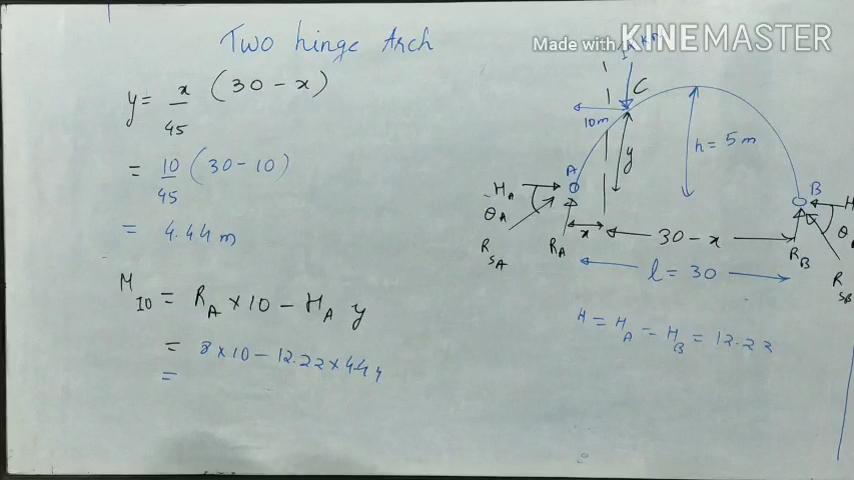 Two hinge Arch
Made with KINEMASTER
y = x/45 (30 - x)
= 10/45 (30 - 10)
= 4.44 m
M10 = RA × 10 - HA y
= 8 × 10 - 12.22 × 4.44
=
C
10m
y
h = 5m
A
B
HA
H
θA
θ
RSA
RA
x
30 - x
RB
RSB
l = 30
H = HA = HB = 12.22